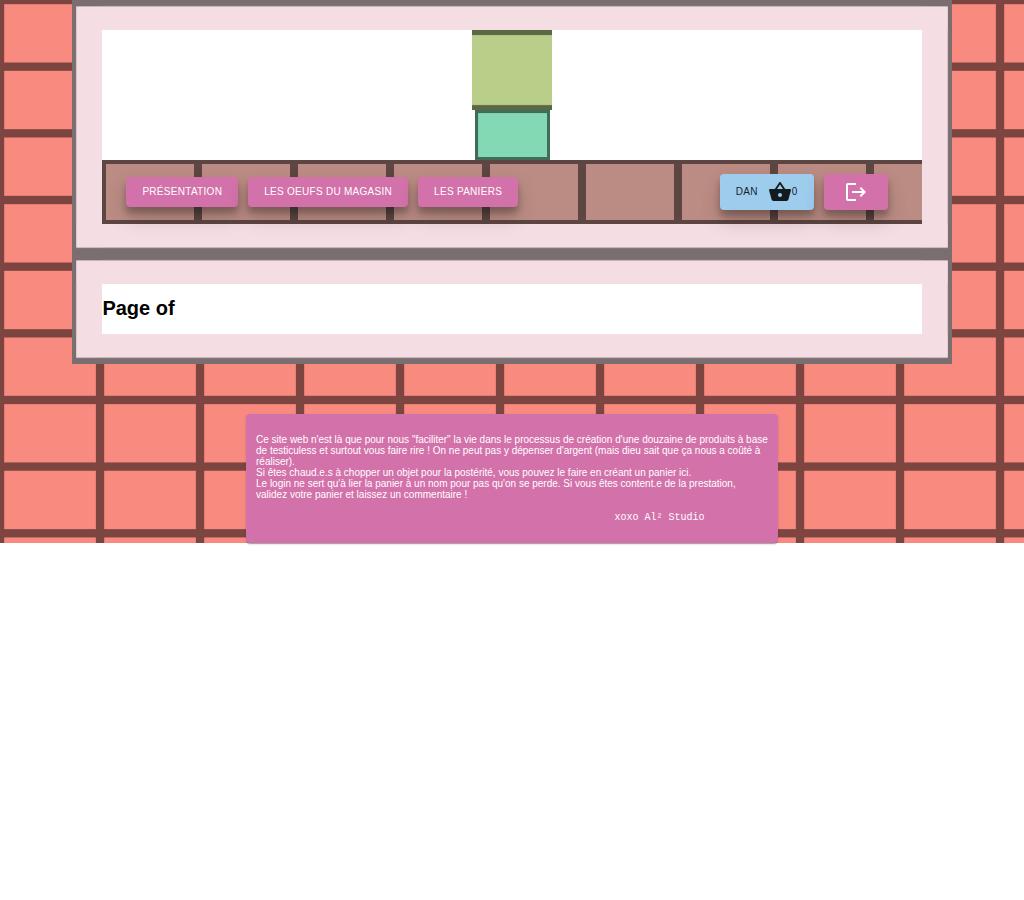 PRÉSENTATION LES OEUFS DU MAGASIN LES PANIERS DAN 0
Page of
Ce site web n'est là que pour nous "faciliter" la vie dans le processus de création d'une douzaine de produits à base
de testiculess et surtout vous faire rire ! On ne peut pas y dépenser d'argent (mais dieu sait que ça nous a coûté à
réaliser).
Si êtes chaud.e.s à chopper un objet pour la postérité, vous pouvez le faire en créant un panier ici.
Le login ne sert qu'à lier la panier à un nom pour pas qu'on se perde. Si vous êtes content.e de la prestation,
validez votre panier et laissez un commentaire !
xoxo Al² Studio